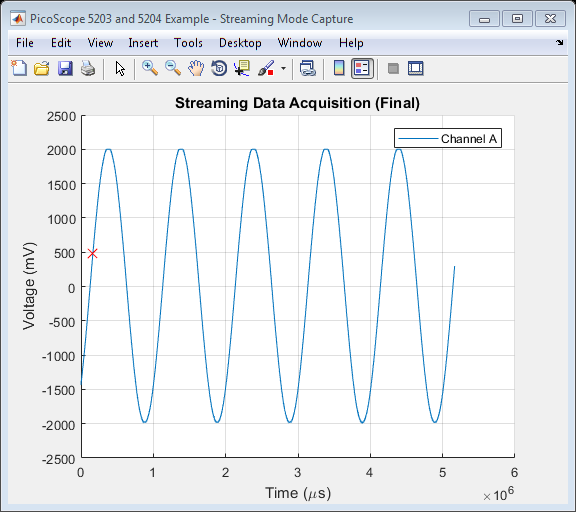 PicoScope 5203 and 5204 Example - Streaming Mode Capture
File Edit View Insert Tools Desktop Window Help
Streaming Data Acquisition (Final)
Channel A
2500
2000
1500
1000
500
0
-500
-1000
-1500
-2000
-2500
Voltage (mV)
0 1 2 3 4 5 6
Time (μs)
×10^6